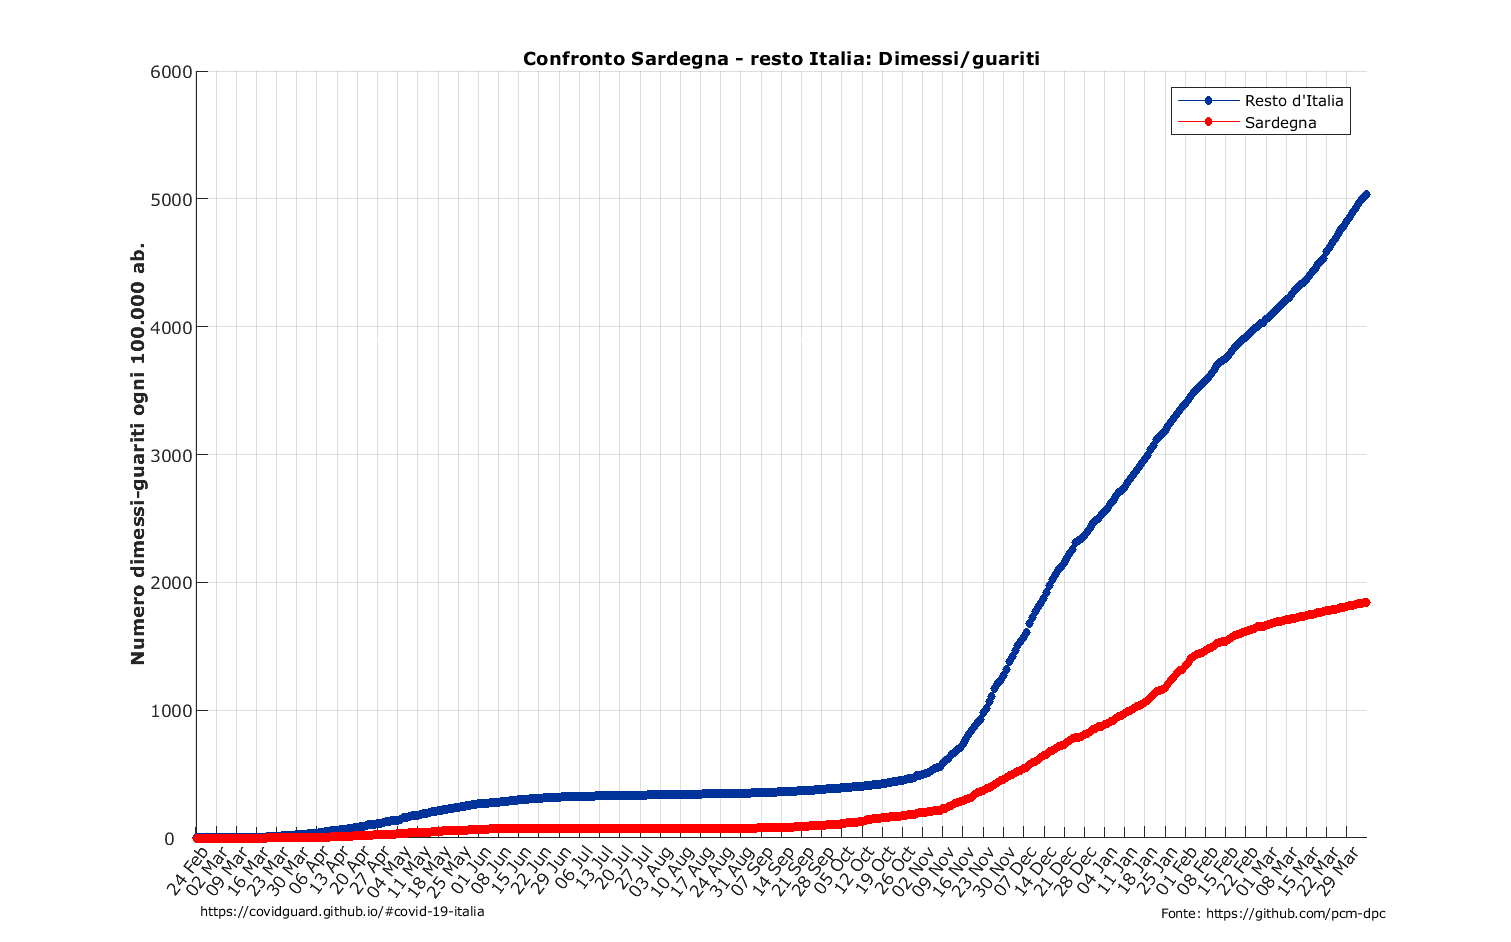 Confronto Sardegna - resto Italia: Dimessi/guariti
Resto d'Italia
Sardegna
Numero dimessi-guariti ogni 100.000 ab.
6000
5000
4000
3000
2000
1000
0
24 Feb
02 Mar
09 Mar
16 Mar
23 Mar
30 Mar
06 Apr
13 Apr
20 Apr
27 Apr
04 May
11 May
18 May
25 May
01 Jun
08 Jun
15 Jun
22 Jun
29 Jun
06 Jul
13 Jul
20 Jul
27 Jul
03 Aug
10 Aug
17 Aug
24 Aug
31 Aug
07 Sep
14 Sep
21 Sep
28 Sep
05 Oct
12 Oct
19 Oct
26 Oct
02 Nov
09 Nov
16 Nov
23 Nov
30 Nov
07 Dec
14 Dec
21 Dec
28 Dec
04 Jan
11 Jan
18 Jan
25 Jan
01 Feb
08 Feb
15 Feb
22 Feb
01 Mar
08 Mar
15 Mar
22 Mar
29 Mar
https://covidguard.github.io/#covid-19-italia
Fonte: https://github.com/pcm-dpc